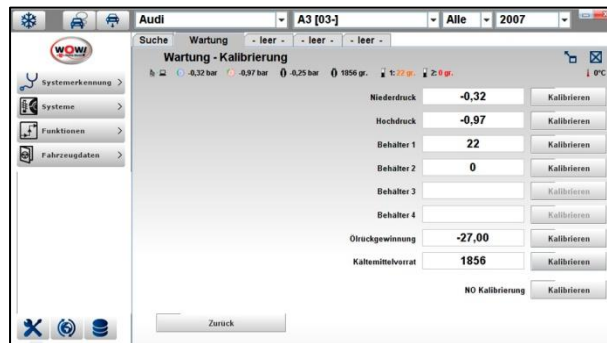 Audi A3 [03-] Alle 2007
Suche Wartung - leer - - leer - - leer -
WOW!
Wartung - Kalibrierung
-0,32 bar -0,97 bar -0,25 bar 1856 gr. 1: 22 gr. 2: 0 gr. 0°C
Systemerkennung >
Systeme >
Funktionen >
Fahrzeugdaten >
Niederdruck -0,32 Kalibrieren
Hochdruck -0,97 Kalibrieren
Behälter 1 22 Kalibrieren
Behälter 2 0 Kalibrieren
Behälter 3 Kalibrieren
Behälter 4 Kalibrieren
Ölrückgewinnung -27,00 Kalibrieren
Kältemittelvorrat 1856 Kalibrieren
NO Kalibrierung Kalibrieren
Zurück